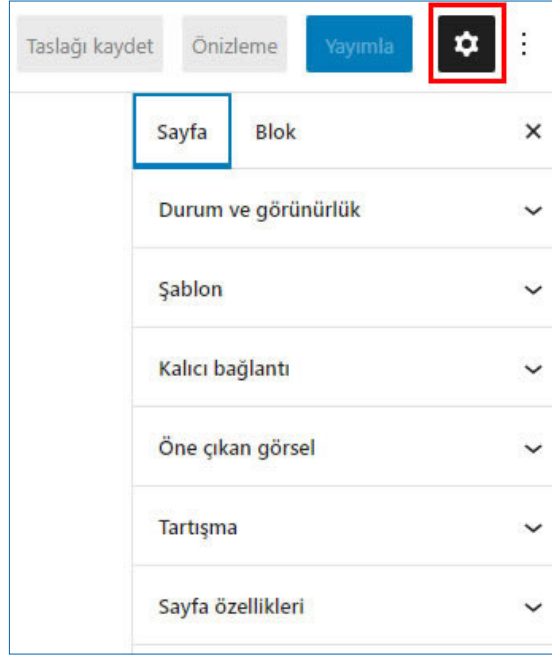 Taslağı kaydet Önizleme Yayımla
Sayfa Blok
Durum ve görünürlük
Şablon
Kalıcı bağlantı
Öne çıkan görsel
Tartışma
Sayfa özellikleri